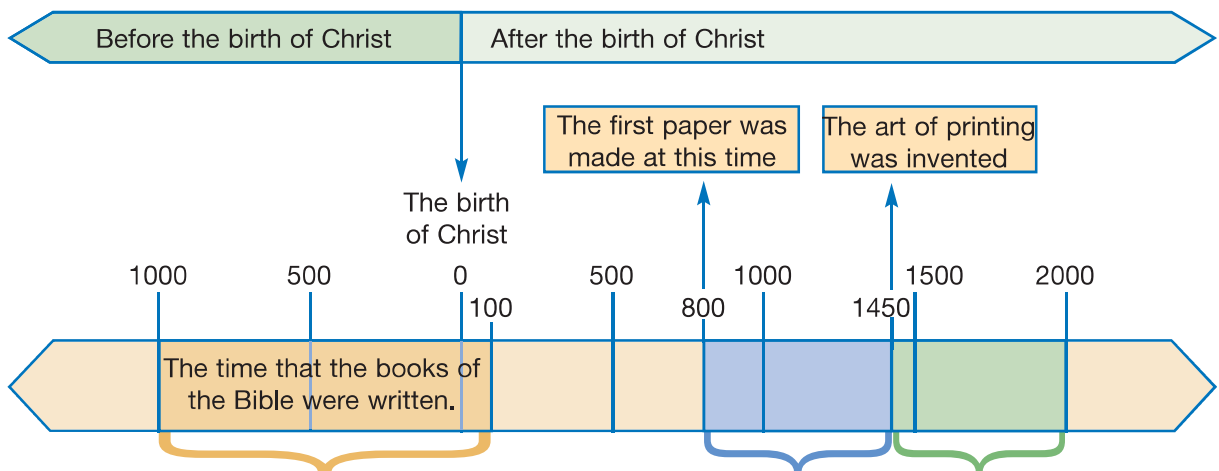 Before the birth of Christ
After the birth of Christ
The first paper was
made at this time
The art of printing
was invented
The birth
of Christ
1000
500
0
100
500
800
1000
1450
1500
2000
The time that the books of
the Bible were written.